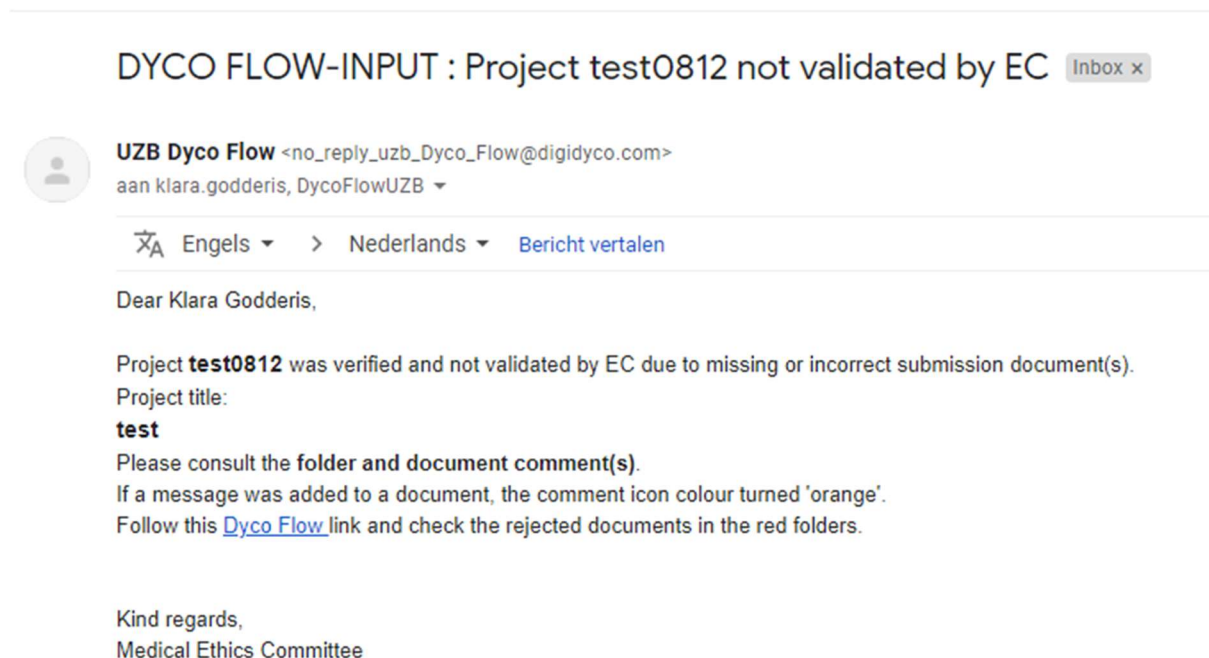 DYCO FLOW-INPUT : Project test0812 not validated by EC Inbox ×
UZB Dyco Flow <no_reply_uzb_Dyco_Flow@digidyco.com>
aan klara.godderis, DycoFlowUZB
Engels > Nederlands Bericht vertalen
Dear Klara Godderis,
Project test0812 was verified and not validated by EC due to missing or incorrect submission document(s).
Project title:
test
Please consult the folder and document comment(s).
If a message was added to a document, the comment icon colour turned 'orange'.
Follow this Dyco Flow link and check the rejected documents in the red folders.
Kind regards,
Medical Ethics Committee